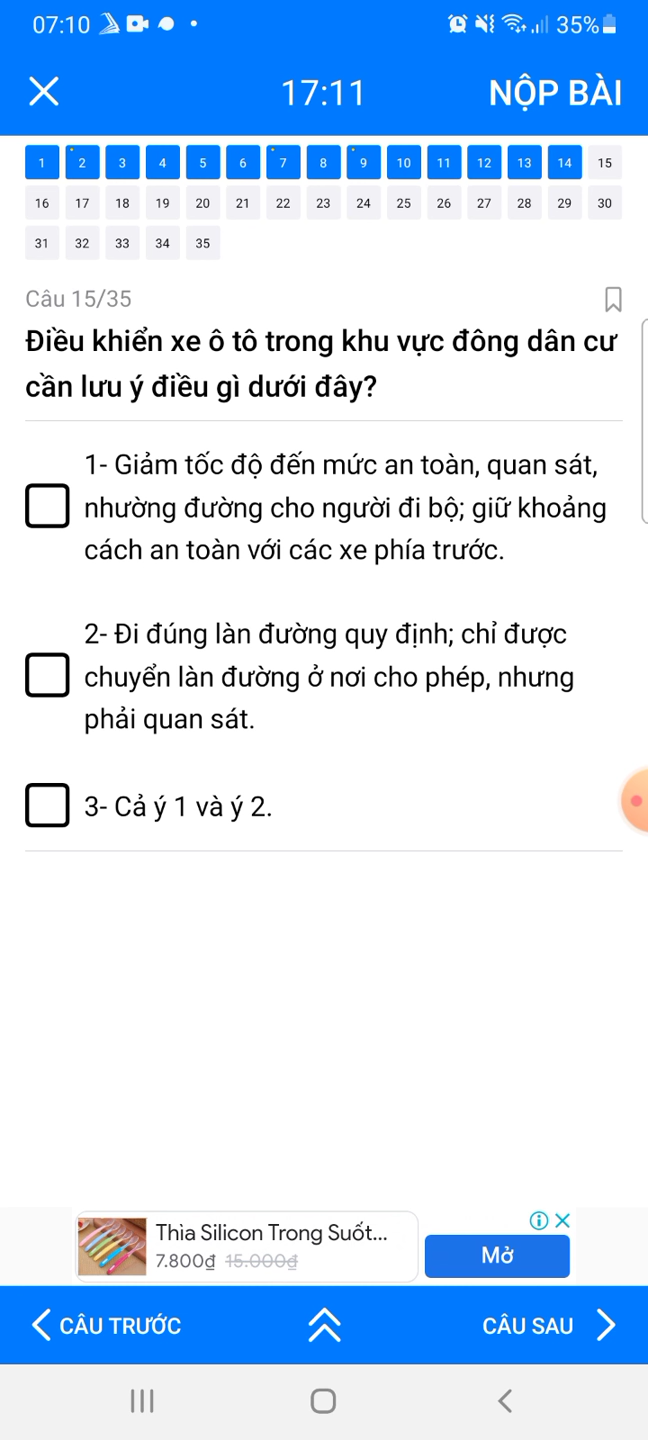 07:10
35%
17:11
NỘP BÀI
1 2 3 4 5 6 7 8 9 10 11 12 13 14 15
16 17 18 19 20 21 22 23 24 25 26 27 28 29 30
31 32 33 34 35
Câu 15/35
Điều khiển xe ô tô trong khu vực đông dân cư
cần lưu ý điều gì dưới đây?
1- Giảm tốc độ đến mức an toàn, quan sát,
nhường đường cho người đi bộ; giữ khoảng
cách an toàn với các xe phía trước.
2- Đi đúng làn đường quy định; chỉ được
chuyển làn đường ở nơi cho phép, nhưng
phải quan sát.
3- Cả ý 1 và ý 2.
Thìa Silicon Trong Suốt...
7.800₫ 15.000₫
Mở
CÂU TRƯỚC
CÂU SAU